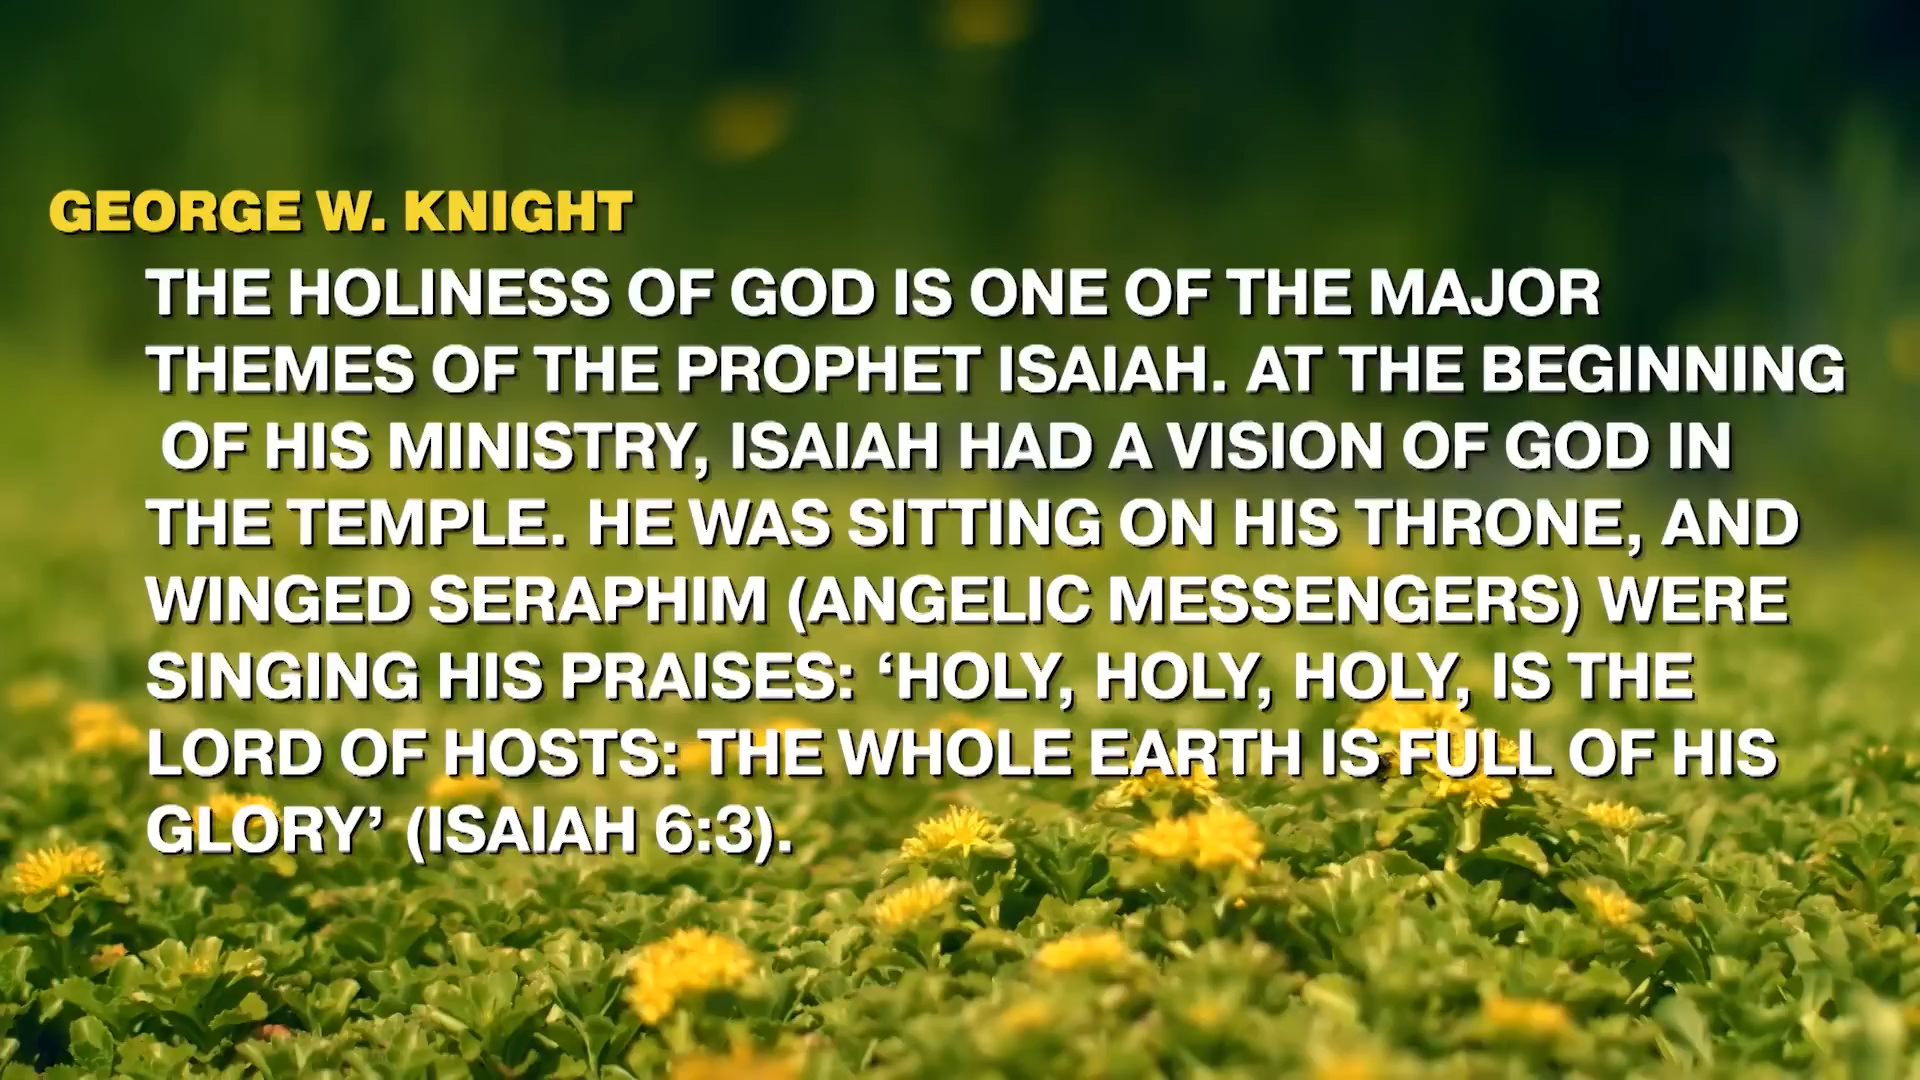 GEORGE W. KNIGHT
THE HOLINESS OF GOD IS ONE OF THE MAJOR
THEMES OF THE PROPHET ISAIAH. AT THE BEGINNING
OF HIS MINISTRY, ISAIAH HAD A VISION OF GOD IN
THE TEMPLE. HE WAS SITTING ON HIS THRONE, AND
WINGED SERAPHIM (ANGELIC MESSENGERS) WERE
SINGING HIS PRAISES: ‘HOLY, HOLY, HOLY, IS THE
LORD OF HOSTS: THE WHOLE EARTH IS FULL OF HIS
GLORY’ (ISAIAH 6:3).